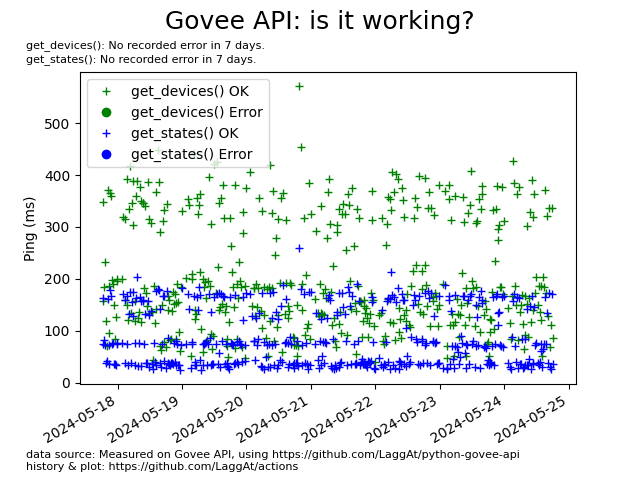 Govee API: is it working?
get_devices(): No recorded error in 7 days.
get_states(): No recorded error in 7 days.
get_devices() OK
get_devices() Error
get_states() OK
get_states() Error
Ping (ms)
500
400
300
200
100
0
2024-05-18
2024-05-19
2024-05-20
2024-05-21
2024-05-22
2024-05-23
2024-05-24
2024-05-25
data source: Measured on Govee API, using https://github.com/LaggAt/python-govee-api
history & plot: https://github.com/LaggAt/actions